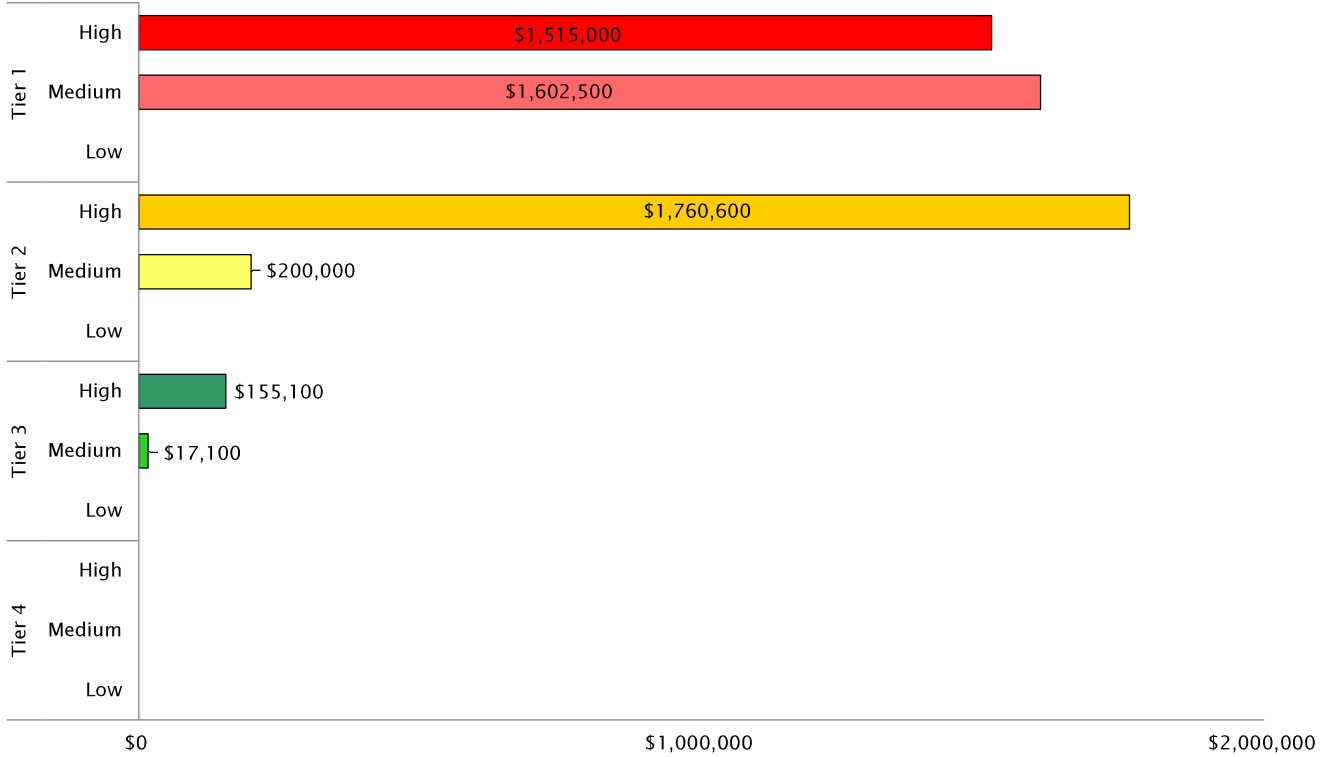 Tier 1
High
$1,515,000
Medium
$1,602,500
Low
Tier 2
High
$1,760,600
Medium
$200,000
Low
Tier 3
High
$155,100
Medium
$17,100
Low
Tier 4
High
Medium
Low
$0
$1,000,000
$2,000,000